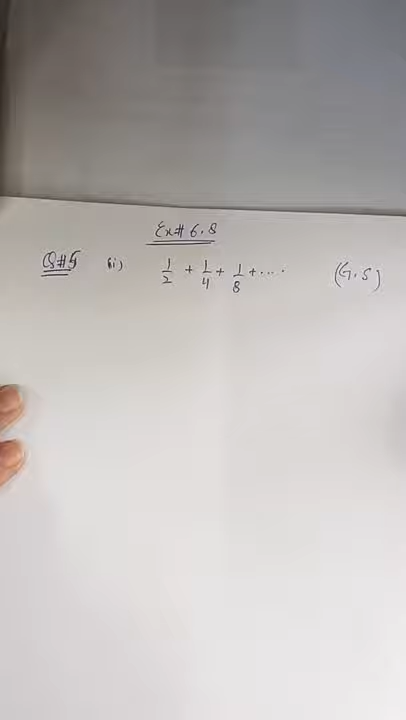 Ex# 6.8
Q#5 ii) 1/2 + 1/4 + 1/8 + .... (G.S)